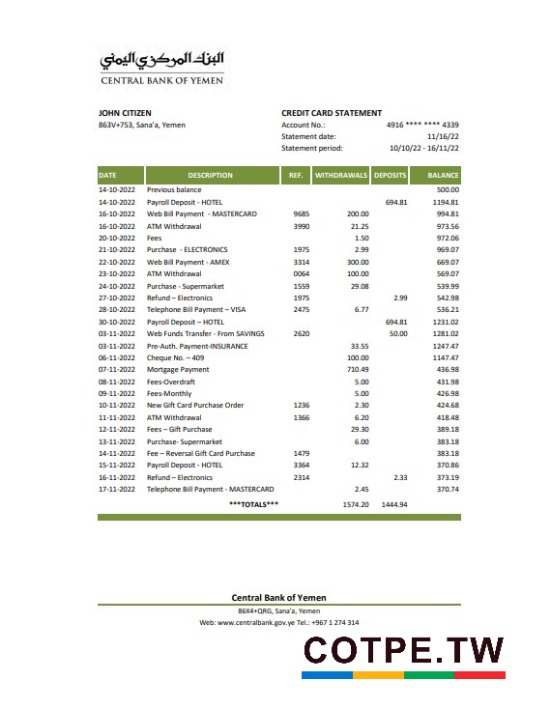 البنك المركزي اليمني
CENTRAL BANK OF YEMEN
JOHN CITIZEN
863V+753, Sana'a, Yemen
CREDIT CARD STATEMENT
Account No.: 4916 **** **** 4339
Statement date: 11/16/22
Statement period: 10/10/22 - 16/11/22
DATE DESCRIPTION REF. WITHDRAWALS DEPOSITS BALANCE
14-10-2022 Previous balance 500.00
14-10-2022 Payroll Deposit - HOTEL 694.81 1194.81
16-10-2022 Web Bill Payment - MASTERCARD 9685 200.00 994.81
16-10-2022 ATM Withdrawal 3990 21.25 973.56
20-10-2022 Fees 1.50 972.06
21-10-2022 Purchase - ELECTRONICS 1975 2.99 969.07
22-10-2022 Web Bill Payment - AMEX 3314 300.00 669.07
23-10-2022 ATM Withdrawal 0064 100.00 569.07
24-10-2022 Purchase - Supermarket 1559 29.08 539.99
27-10-2022 Refund – Electronics 1975 2.99 542.98
28-10-2022 Telephone Bill Payment – VISA 2475 6.77 536.21
30-10-2022 Payroll Deposit – HOTEL 694.81 1231.02
03-11-2022 Web Funds Transfer - From SAVINGS 2620 50.00 1281.02
03-11-2022 Pre-Auth. Payment-INSURANCE 33.55 1247.47
06-11-2022 Cheque No. – 409 100.00 1147.47
07-11-2022 Mortgage Payment 710.49 436.98
08-11-2022 Fees-Overdraft 5.00 431.98
09-11-2022 Fees-Monthly 5.00 426.98
10-11-2022 New Gift Card Purchase Order 1236 2.30 424.68
11-11-2022 ATM Withdrawal 1366 6.20 418.48
12-11-2022 Fees – Gift Purchase 29.30 389.18
13-11-2022 Purchase- Supermarket 6.00 383.18
14-11-2022 Fee – Reversal Gift Card Purchase 1479 383.18
15-11-2022 Payroll Deposit - HOTEL 3364 12.32 370.86
16-11-2022 Refund – Electronics 2314 2.33 373.19
17-11-2022 Telephone Bill Payment - MASTERCARD 2.45 370.74
***TOTALS*** 1574.20 1444.94
Central Bank of Yemen
86X4+QRG, Sana'a, Yemen
Web: www.centralbank.gov.ye Tel.: +967 1 274 314
COTPE.TW